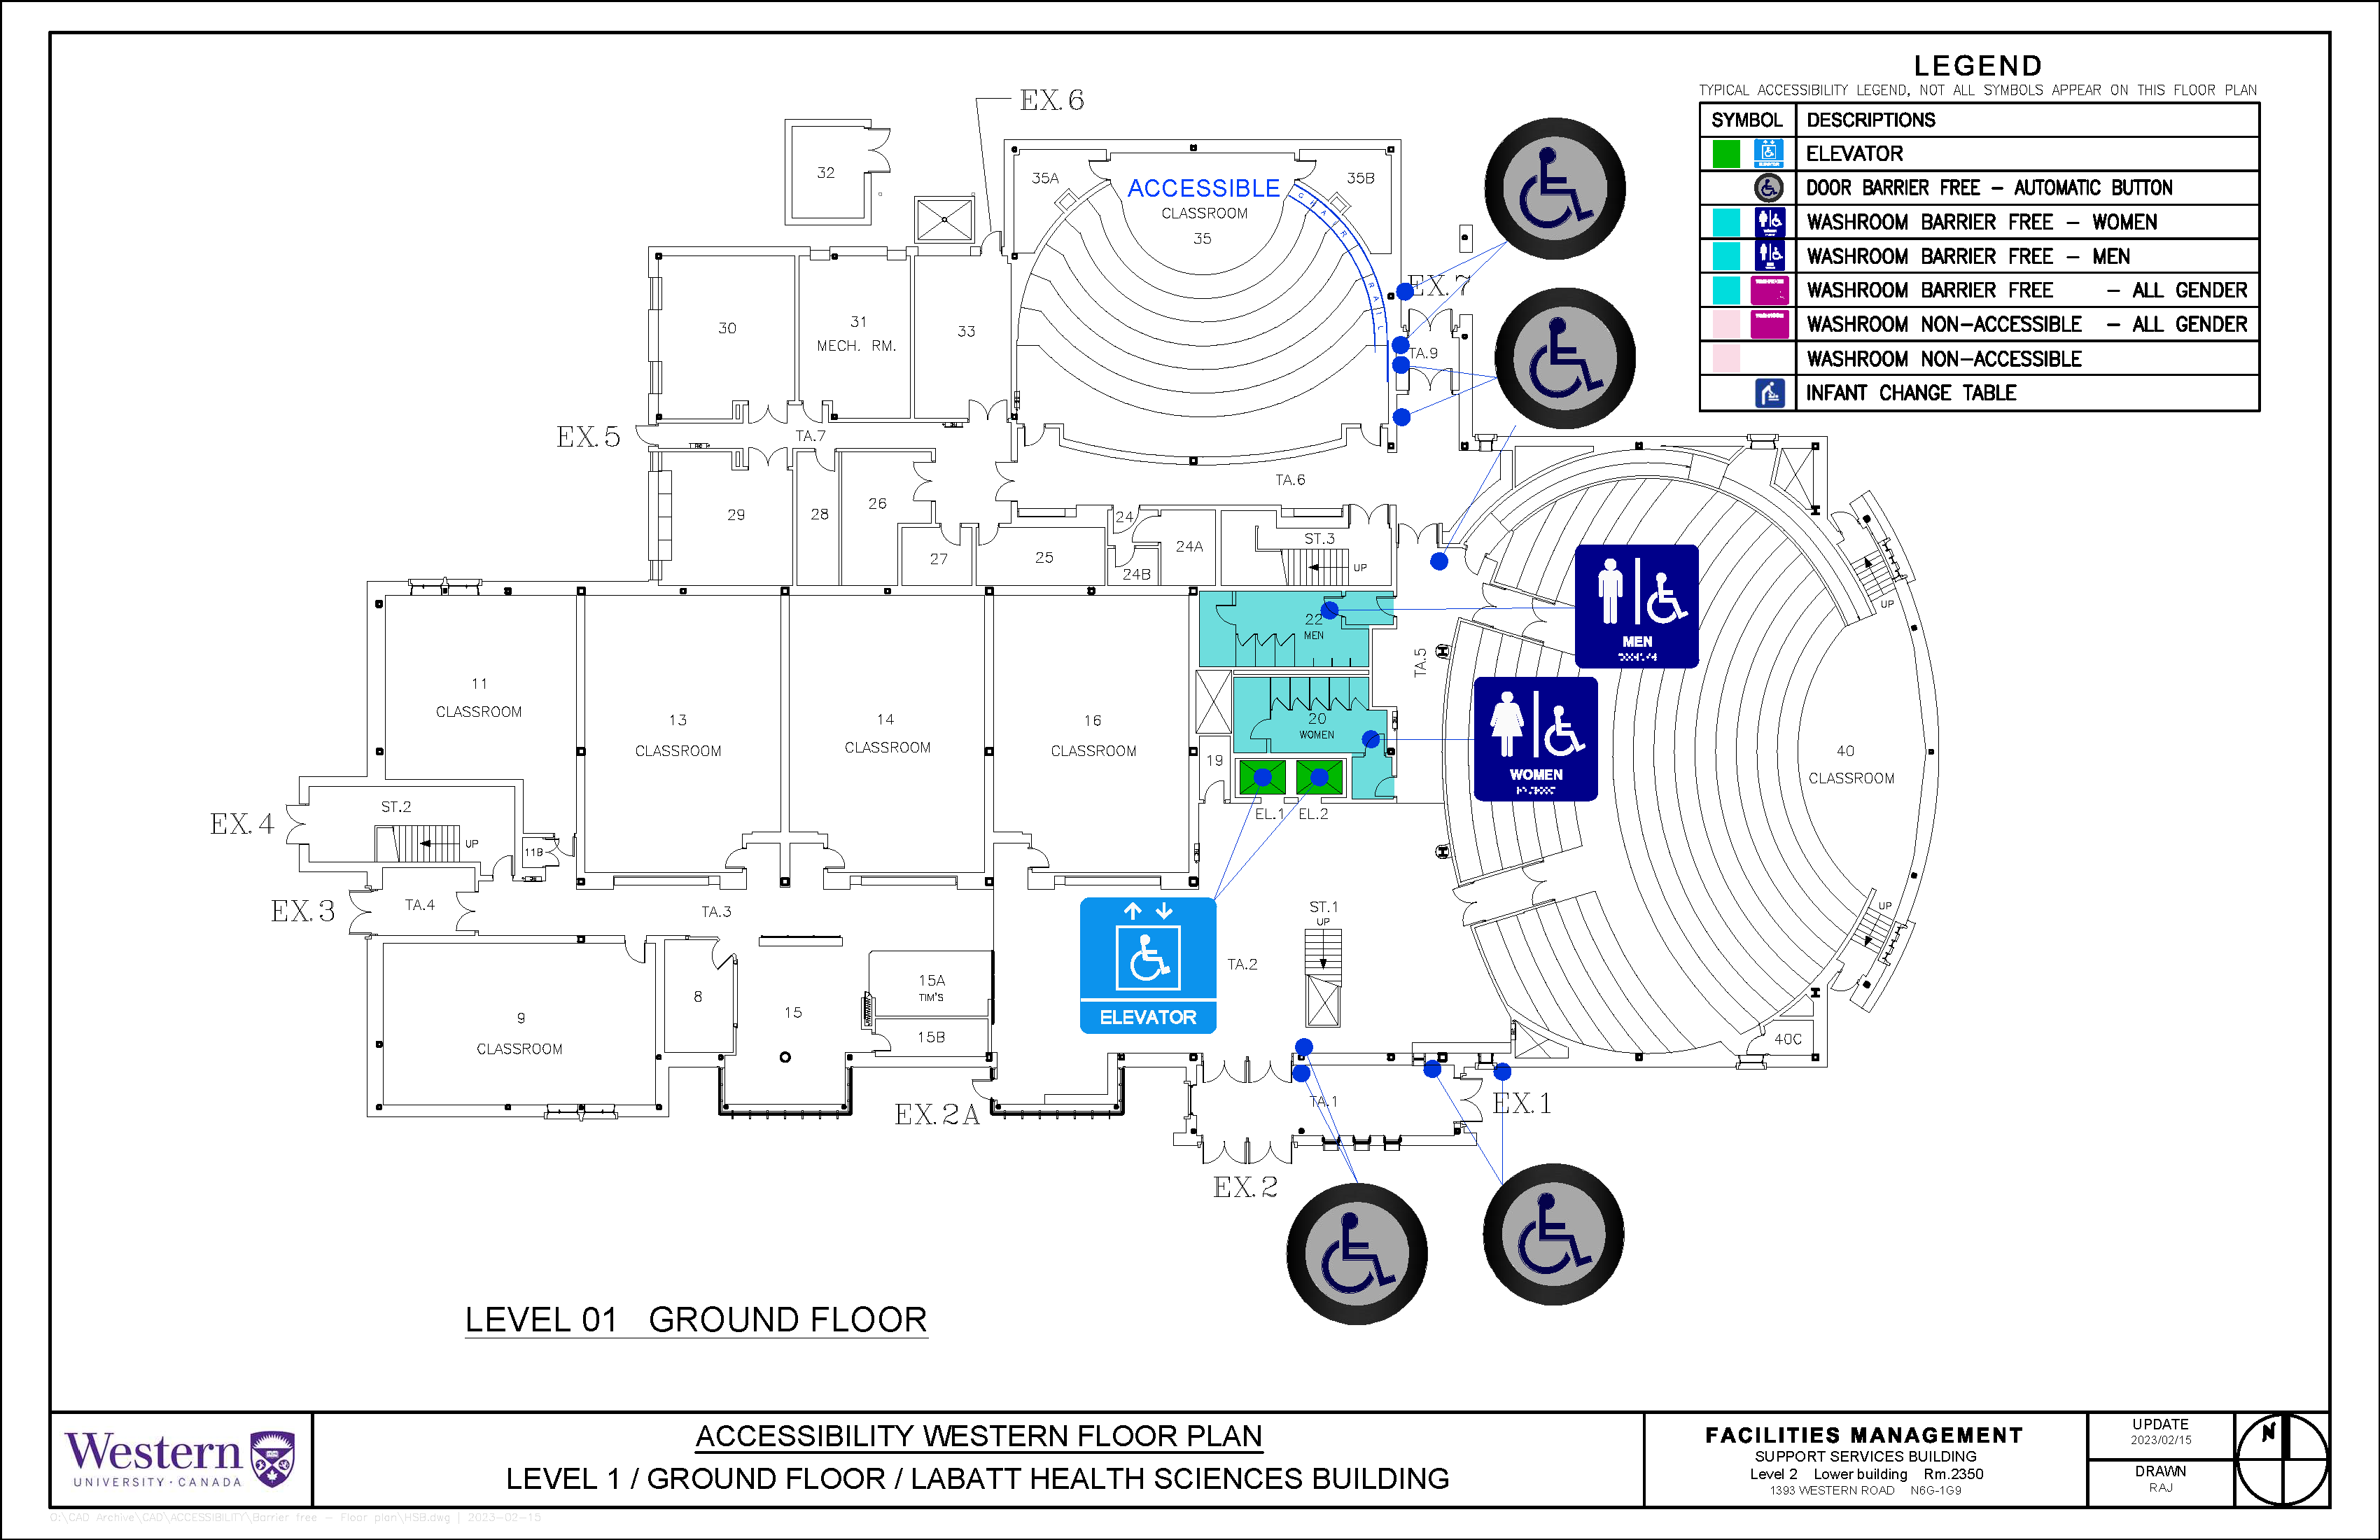 LEGEND
TYPICAL ACCESSIBILITY LEGEND, NOT ALL SYMBOLS APPEAR ON THIS FLOOR PLAN
SYMBOL DESCRIPTIONS
ELEVATOR
DOOR BARRIER FREE - AUTOMATIC BUTTON
WASHROOM BARRIER FREE - WOMEN
WASHROOM BARRIER FREE - MEN
WASHROOM BARRIER FREE - ALL GENDER
WASHROOM NON-ACCESSIBLE - ALL GENDER
WASHROOM NON-ACCESSIBLE
INFANT CHANGE TABLE
EX.6
32
35A
ACCESSIBLE
35B
CLASSROOM
35
CHAIR RAIL
EX.7
30
31
MECH. RM.
33
TA.9
EX.5
TA.7
TA.6
29
28
26
24
24A
ST.3
UP
27
25
24B
UP
22
MEN
MEN
TA.5
11
CLASSROOM
13
CLASSROOM
14
CLASSROOM
16
CLASSROOM
20
WOMEN
WOMEN
19
40
CLASSROOM
EL.1
EL.2
EX.4
ST.2
UP
11B
EX.3
TA.4
TA.3
ST.1
UP
UP
TA.2
ELEVATOR
15A
TIM'S
8
15
15B
9
CLASSROOM
40C
EX.2A
TA.1
EX.1
EX.2
LEVEL 01 GROUND FLOOR
Western
UNIVERSITY · CANADA
ACCESSIBILITY WESTERN FLOOR PLAN
LEVEL 1 / GROUND FLOOR / LABATT HEALTH SCIENCES BUILDING
FACILITIES MANAGEMENT
SUPPORT SERVICES BUILDING
Level 2 Lower building Rm.2350
1393 WESTERN ROAD N6G-1G9
UPDATE
2023/02/15
DRAWN
RAJ
N
O:\CAD Archive\CAD\ACCESSIBILITY\Barrier free - Floor plan\HSB.dwg | 2023-02-15